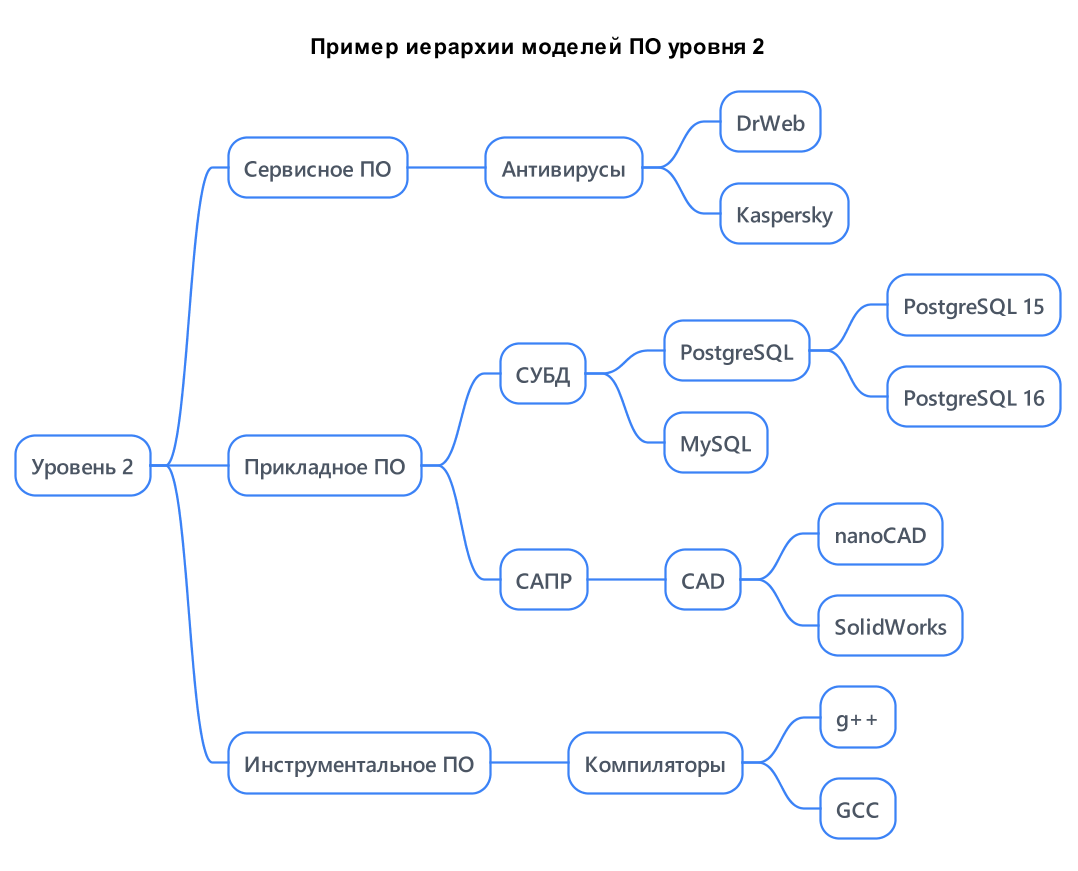 Пример иерархии моделей ПО уровня 2
Уровень 2
Сервисное ПО
Антивирусы
DrWeb
Kaspersky
Прикладное ПО
СУБД
PostgreSQL
PostgreSQL 15
PostgreSQL 16
MySQL
САПР
CAD
nanoCAD
SolidWorks
Инструментальное ПО
Компиляторы
g++
GCC